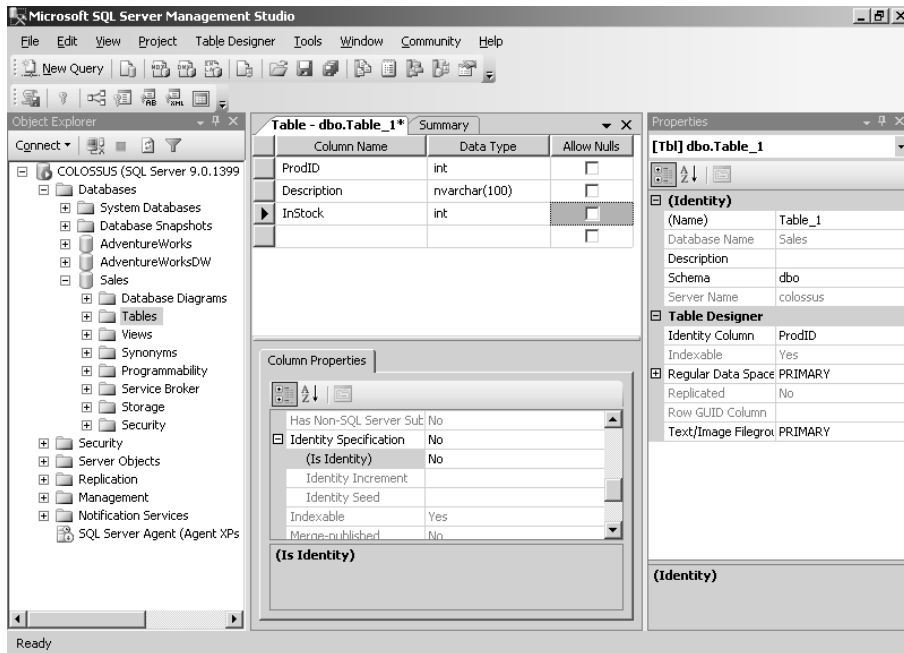 Microsoft SQL Server Management Studio
File Edit View Project Table Designer Tools Window Community Help
New Query
Object Explorer
Connect
COLOSSUS (SQL Server 9.0.1399
Databases
System Databases
Database Snapshots
AdventureWorks
AdventureWorksDW
Sales
Database Diagrams
Tables
Views
Synonyms
Programmability
Service Broker
Storage
Security
Security
Server Objects
Replication
Management
Notification Services
SQL Server Agent (Agent XPs
Table - dbo.Table_1* Summary
Column Name Data Type Allow Nulls
ProdID int
Description nvarchar(100)
InStock int
Column Properties
Has Non-SQL Server Sub No
Identity Specification No
(Is Identity) No
Identity Increment
Identity Seed
Indexable Yes
Merge-published No
(Is Identity)
Properties
[Tbl] dbo.Table_1
(Identity)
(Name) Table_1
Database Name Sales
Description
Schema dbo
Server Name colossus
Table Designer
Identity Column ProdID
Indexable Yes
Regular Data Space PRIMARY
Replicated No
Row GUID Column
Text/Image Filegrou PRIMARY
(Identity)
Ready